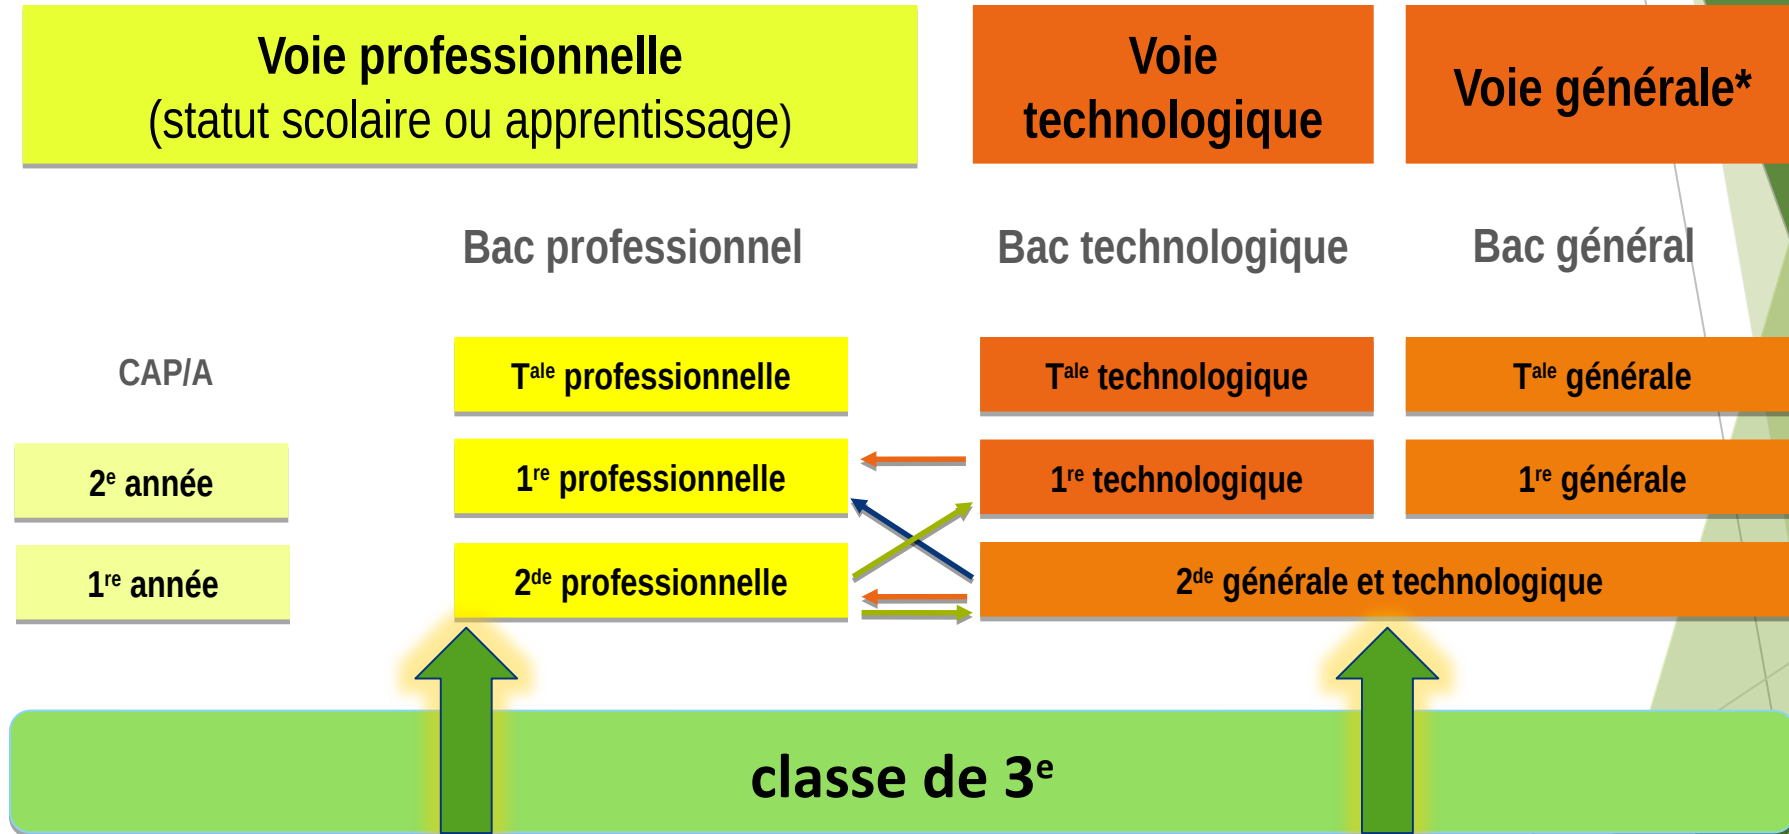 Voie professionnelle
(statut scolaire ou apprentissage)
Voie
technologique
Voie générale*
Bac professionnel
Bac technologique
Bac général
CAP/A
Tale professionnelle
Tale technologique
Tale générale
2e année
1re professionnelle
1re technologique
1re générale
1re année
2de professionnelle
2de générale et technologique
classe de 3e